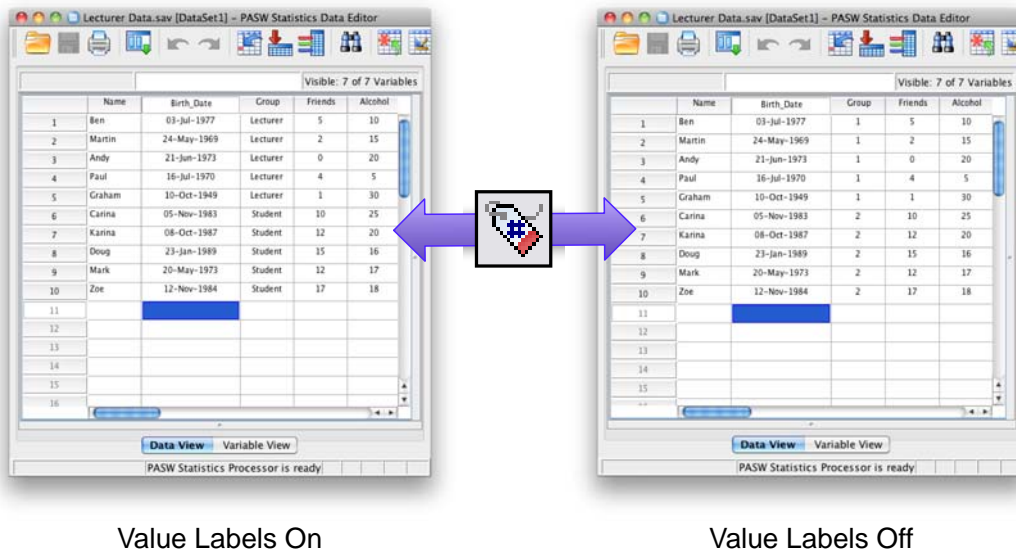 Lecturer Data.sav [DataSet1] – PASW Statistics Data Editor
Visible: 7 of 7 Variables
Name Birth_Date Group Friends Alcohol
1 Ben 03-Jul-1977 Lecturer 5 10
2 Martin 24-May-1969 Lecturer 2 15
3 Andy 21-Jun-1973 Lecturer 0 20
4 Paul 16-Jul-1970 Lecturer 4 5
5 Graham 10-Oct-1949 Lecturer 1 30
6 Carina 05-Nov-1983 Student 10 25
7 Karina 08-Oct-1987 Student 12 20
8 Doug 23-Jan-1989 Student 15 16
9 Mark 20-May-1973 Student 12 17
10 Zoe 12-Nov-1984 Student 17 18
11
12
13
14
15
16
Data View Variable View
PASW Statistics Processor is ready
Value Labels On
Lecturer Data.sav [DataSet1] – PASW Statistics Data Editor
Visible: 7 of 7 Variables
Name Birth_Date Group Friends Alcohol
1 Ben 03-Jul-1977 1 5 10
2 Martin 24-May-1969 1 2 15
3 Andy 21-Jun-1973 1 0 20
4 Paul 16-Jul-1970 1 4 5
5 Graham 10-Oct-1949 1 1 30
6 Carina 05-Nov-1983 2 10 25
7 Karina 08-Oct-1987 2 12 20
8 Doug 23-Jan-1989 2 15 16
9 Mark 20-May-1973 2 12 17
10 Zoe 12-Nov-1984 2 17 18
11
12
13
14
15
Data View Variable View
PASW Statistics Processor is ready
Value Labels Off